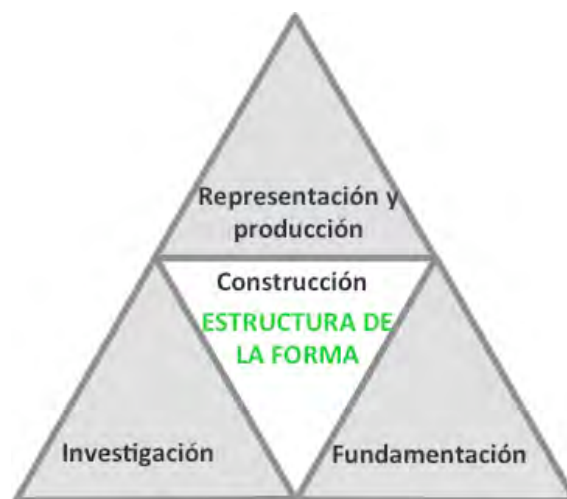 Representación y
producción
Construcción
ESTRUCTURA DE
LA FORMA
Investigación
Fundamentación